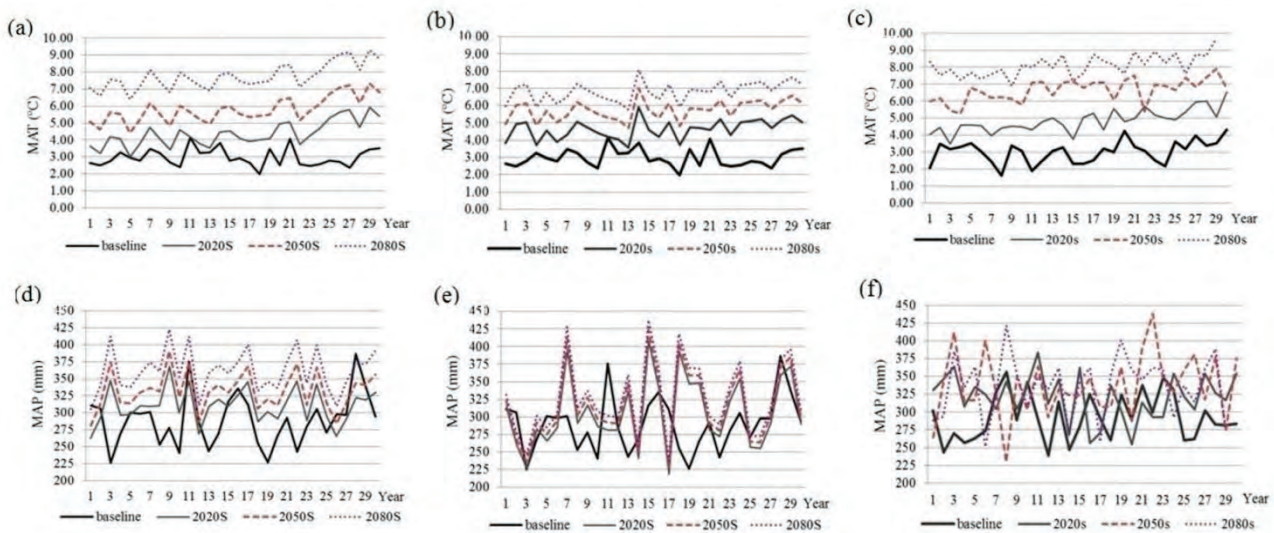 (a)
10.00
9.00
8.00
7.00
6.00
5.00
4.00
3.00
2.00
1.00
0.00
MAT (°C)
1 3 5 7 9 11 13 15 17 19 21 23 25 27 29 Year
baseline 2020S 2050S 2080S
(b)
10.00
9.00
8.00
7.00
6.00
5.00
4.00
3.00
2.00
1.00
0.00
MAT (°C)
1 3 5 7 9 11 13 15 17 19 21 23 25 27 29 Year
baseline 2020s 2050s 2080s
(c)
10.00
9.00
8.00
7.00
6.00
5.00
4.00
3.00
2.00
1.00
0.00
MAT (°C)
1 3 5 7 9 11 13 15 17 19 21 23 25 27 29 Year
baseline 2020s 2050s 2080s
(d)
450
425
400
375
350
325
300
275
250
225
200
MAP (mm)
1 3 5 7 9 11 13 15 17 19 21 23 25 27 29 Year
baseline 2020S 2050S 2080S
(e)
450
425
400
375
350
325
300
275
250
225
200
MAP (mm)
1 3 5 7 9 11 13 15 17 19 21 23 25 27 29 Year
baseline 2020S 2050S 2080S
(f)
450
425
400
375
350
325
300
275
250
225
200
MAP (mm)
1 3 5 7 9 11 13 15 17 19 21 23 25 27 29 Year
baseline 2020s 2050s 2080s